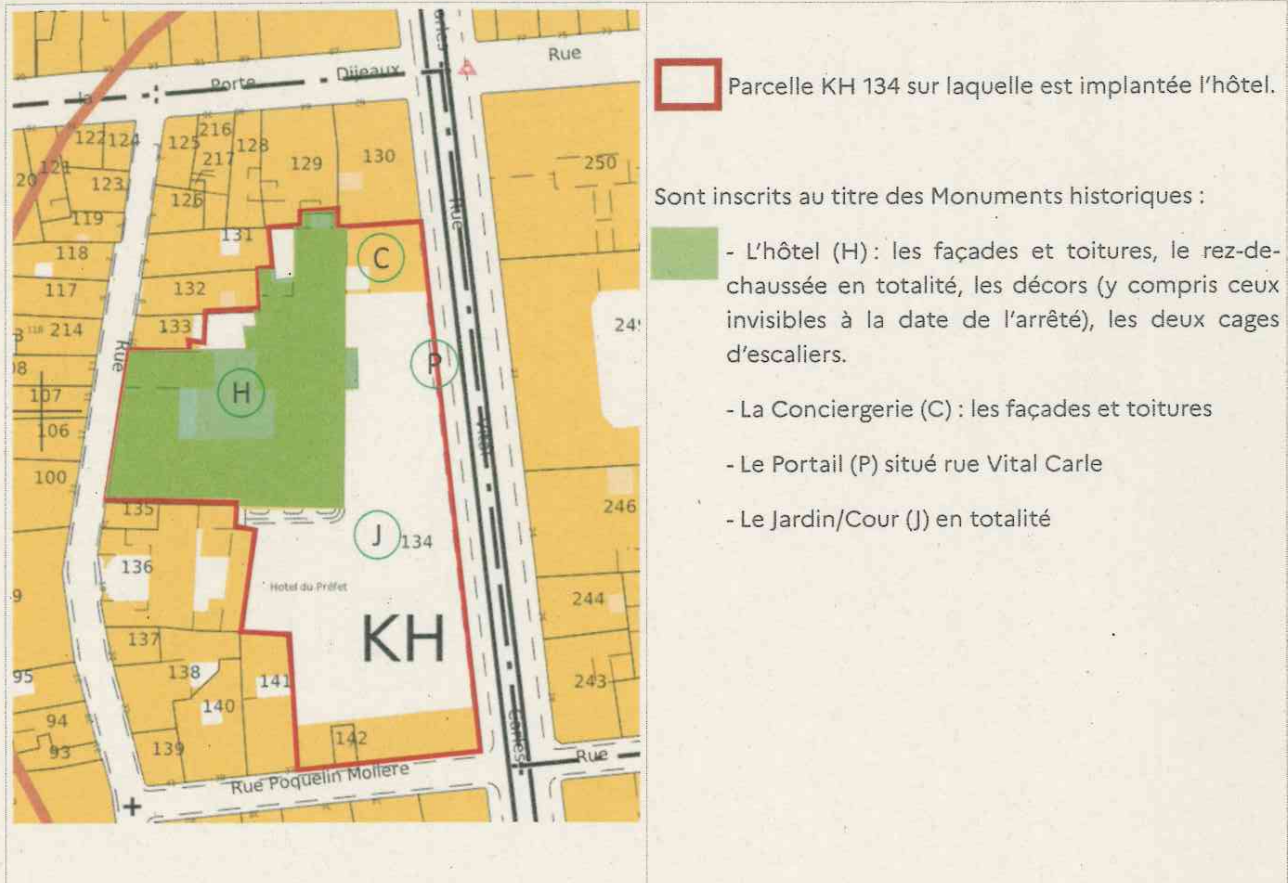 Rue
la Porte Dijeaux
122 124 125 216 128 129 130 250
217
121
20 123 126
119
118 131 C
117 132
133
214 P
H
107
106
100
135 246
J 134
136
Hotel du Préfet
9 244
KH
137
95 138 141 243
140
94
93 139 142
Rue Poquelin Molière
Rue
Rue
Rue
Vital
Carles
Parcelle KH 134 sur laquelle est implantée l'hôtel.
Sont inscrits au titre des Monuments historiques :
- L'hôtel (H) : les façades et toitures, le rez-de-
chaussée en totalité, les décors (y compris ceux
invisibles à la date de l'arrêté), les deux cages
d'escaliers.
- La Conciergerie (C) : les façades et toitures
- Le Portail (P) situé rue Vital Carle
- Le Jardin/Cour (J) en totalité